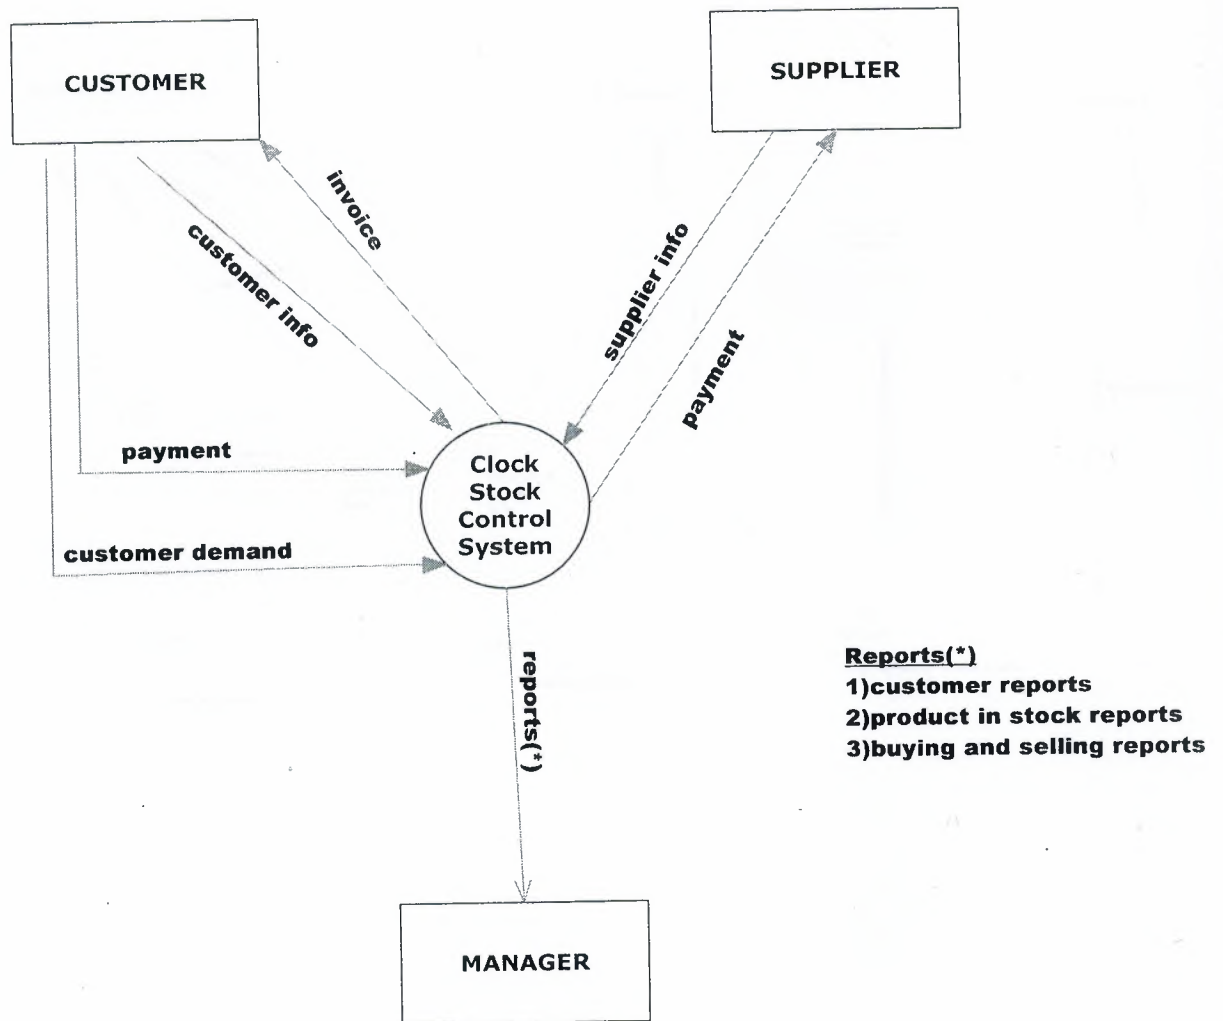 CUSTOMER
SUPPLIER
invoice
customer info
supplier info
payment
payment
customer demand
Clock
Stock
Control
System
reports(*)
Reports(*)
1)customer reports
2)product in stock reports
3)buying and selling reports
MANAGER